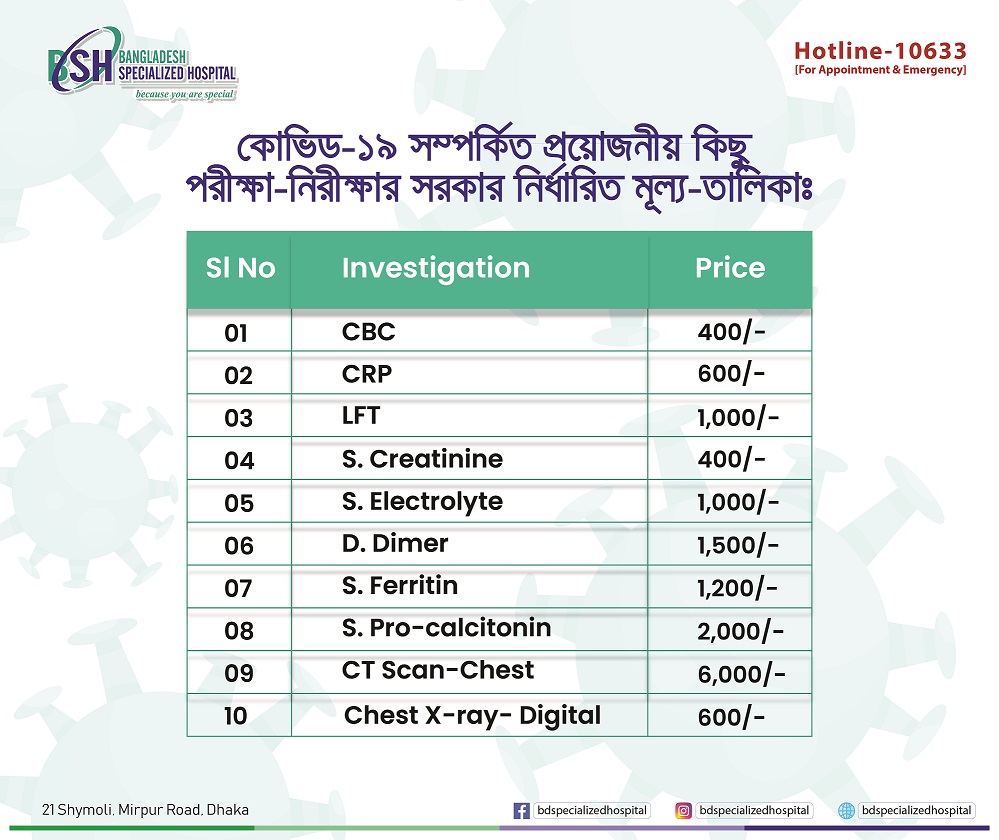 BSH BANGLADESH
SPECIALIZED HOSPITAL
because you are special
Hotline-10633
[For Appointment & Emergency]
কোভিড-১৯ সম্পর্কিত প্রয়োজনীয় কিছু
পরীক্ষা-নিরীক্ষার সরকার নির্ধারিত মূল্য-তালিকাঃ
Sl No Investigation Price
01 CBC 400/-
02 CRP 600/-
03 LFT 1,000/-
04 S. Creatinine 400/-
05 S. Electrolyte 1,000/-
06 D. Dimer 1,500/-
07 S. Ferritin 1,200/-
08 S. Pro-calcitonin 2,000/-
09 CT Scan-Chest 6,000/-
10 Chest X-ray- Digital 600/-
21 Shymoli, Mirpur Road, Dhaka bdspecializedhospital bdspecializedhospital bdspecializedhospital